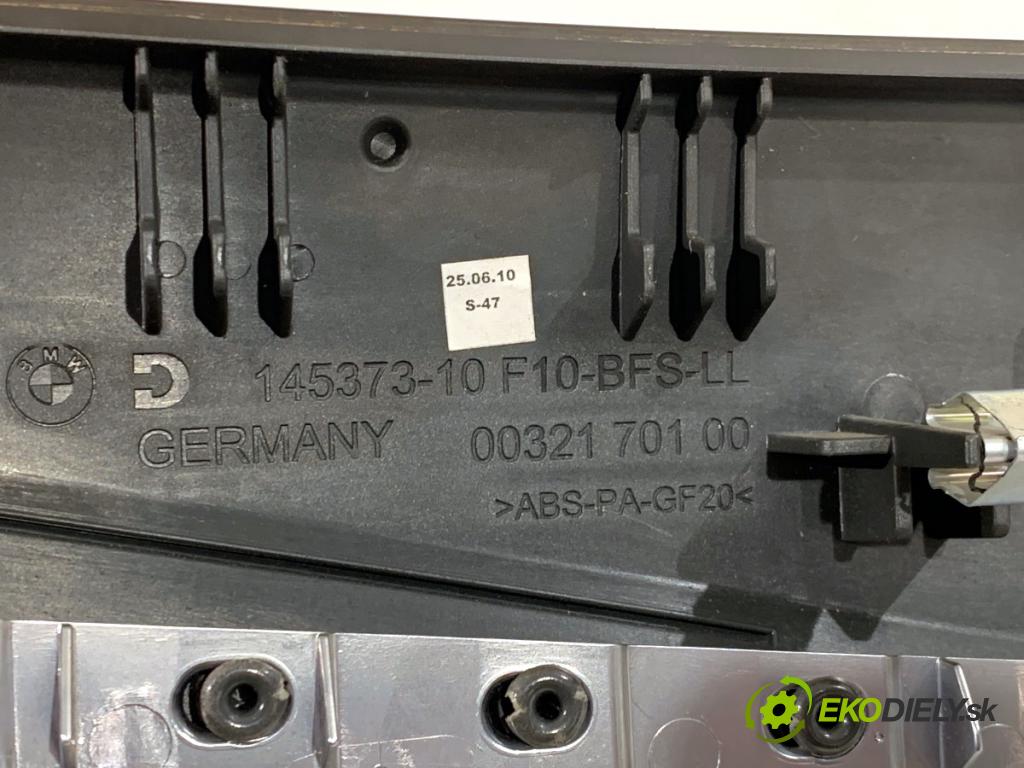 25.06.10
S-47
BMW
145373-10 F10-BFS-LL
GERMANY 00321 701 00
>ABS-PA-GF20<
EKODIELY.sk